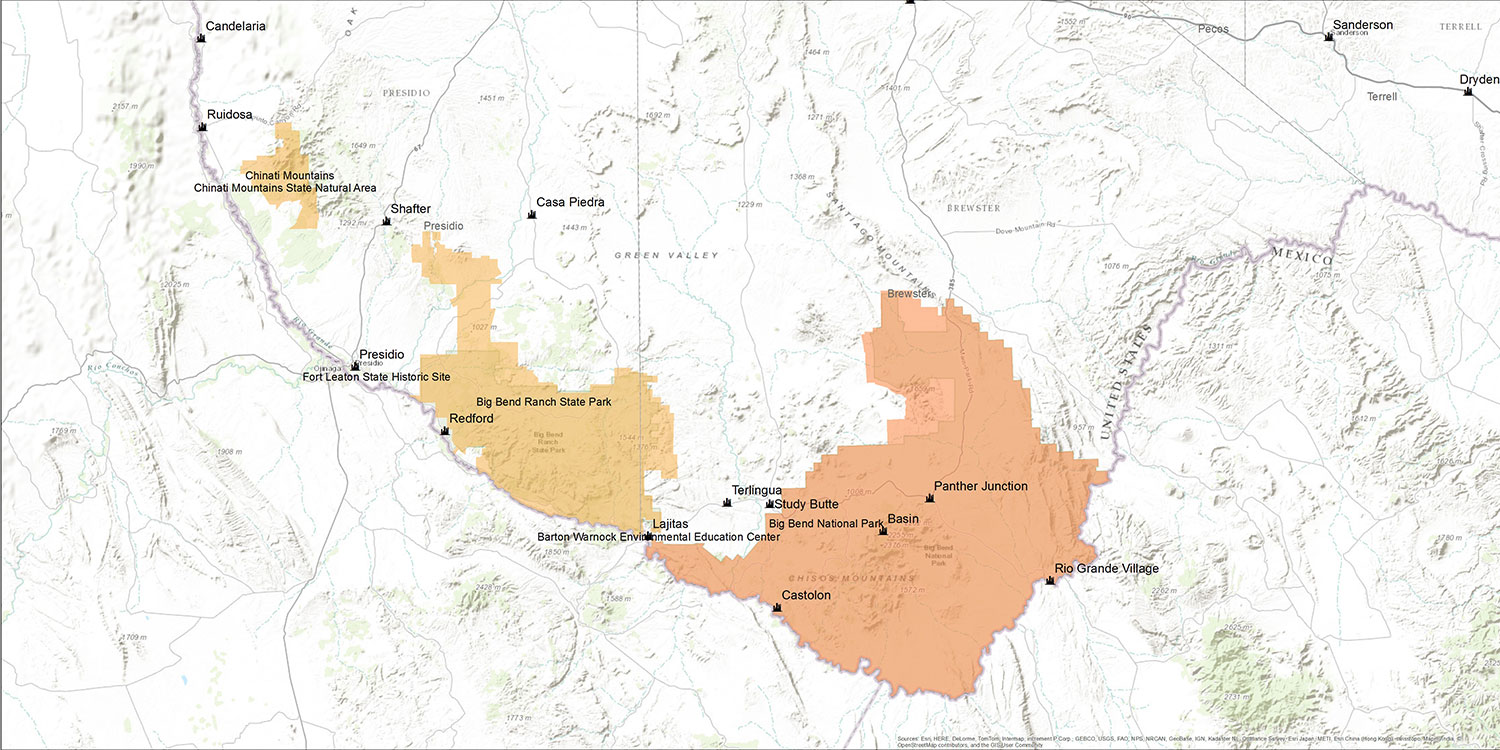 Candelaria
Sanderson
Sanderson
TERRELL
Pecos
90
1552 m
1464 m
Dryden
Terrell
2157 m
PRESIDIO
1451 m
1401 m
Ruidosa
1692 m
1271 m
67
1649 m
1990 m
Chinati Mountains
Chinati Mountains State Natural Area
1368 m
Casa Piedra
1229 m
Shafter
BREWSTER
1292 m
Presidio
1443 m
Dove Mountain Rd
SANTIAGO MOUNTAINS
GREEN VALLEY
MEXICO
Rio Grande
1076 m
1075 m
2025 m
385
Brewster
Rio Grande
1027 m
UNITED STATES
1311 m
Presidio
Presidio
Ojinaga
Rio Conchos
Fort Leaton State Historic Site
Big Bend Ranch State Park
Redford
1612 m
1769 m
957 m
Big Bend
Ranch
State Park
1544 m
1908 m
Panther Junction
Terlingua
1008 m
Study Butte
Basin
Lajitas
Big Bend National Park
Barton Warnock Environmental Education Center
1780 m
1850 m
Big Bend
National
Park
Rio Grande Village
CHISOS MOUNTAINS
2428 m
1572 m
2262 m
Castolon
1588 m
2625 m
1709 m
2731 m
1773 m
Sources: Esri, HERE, DeLorme, TomTom, Intermap, increment P Corp., GEBCO, USGS, FAO, NPS, NRCAN, GeoBase, IGN, Kadaster NL, Ordnance Survey, Esri Japan, METI, Esri China (Hong Kong), swisstopo, MapmyIndia, ©
OpenStreetMap contributors, and the GIS User Community